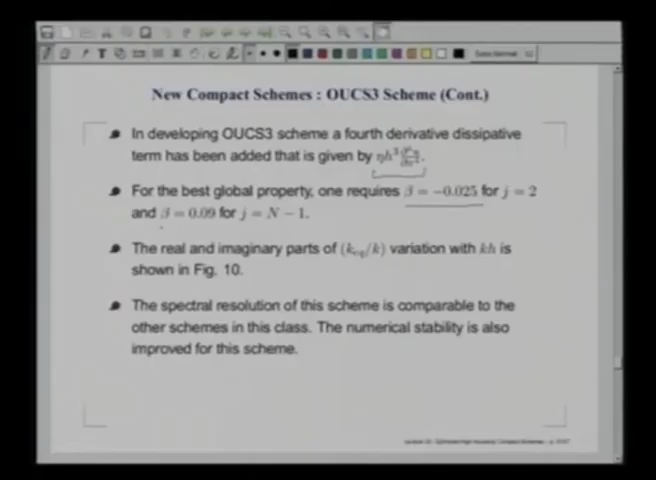 New Compact Schemes : OUCS3 Scheme (Cont.)
In developing OUCS3 scheme a fourth derivative dissipative
term has been added that is given by ηh³ ∂⁴u/∂x⁴.
For the best global property, one requires β = −0.025 for j = 2
and β = 0.09 for j = N − 1.
The real and imaginary parts of (k_eq/k) variation with kh is
shown in Fig. 10.
The spectral resolution of this scheme is comparable to the
other schemes in this class. The numerical stability is also
improved for this scheme.